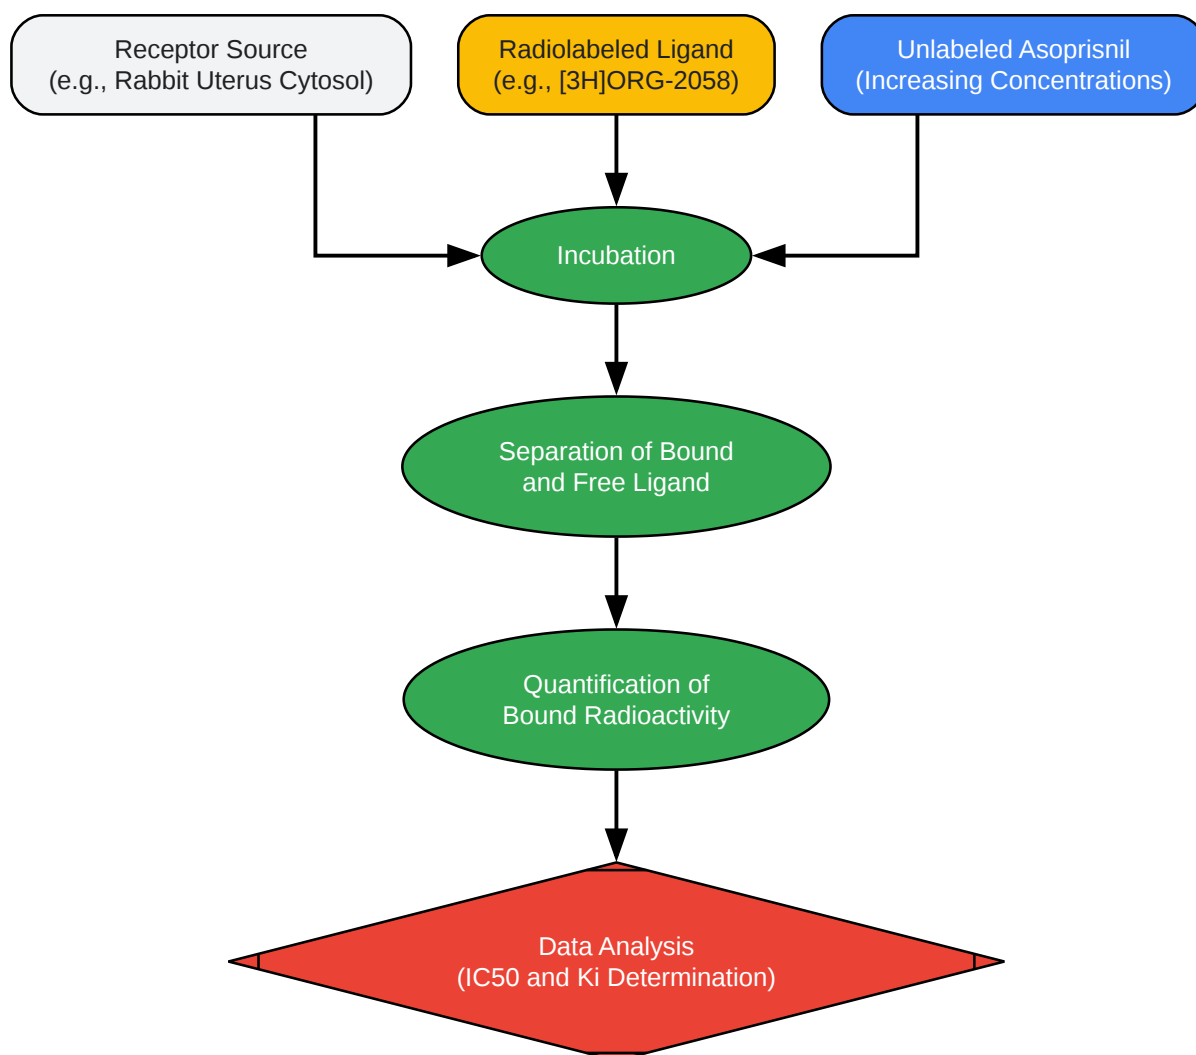 Receptor Source
(e.g., Rabbit Uterus Cytosol)
Radiolabeled Ligand
(e.g., [3H]ORG-2058)
Unlabeled Asoprisnil
(Increasing Concentrations)
Incubation
Separation of Bound
and Free Ligand
Quantification of
Bound Radioactivity
Data Analysis
(IC50 and Ki Determination)